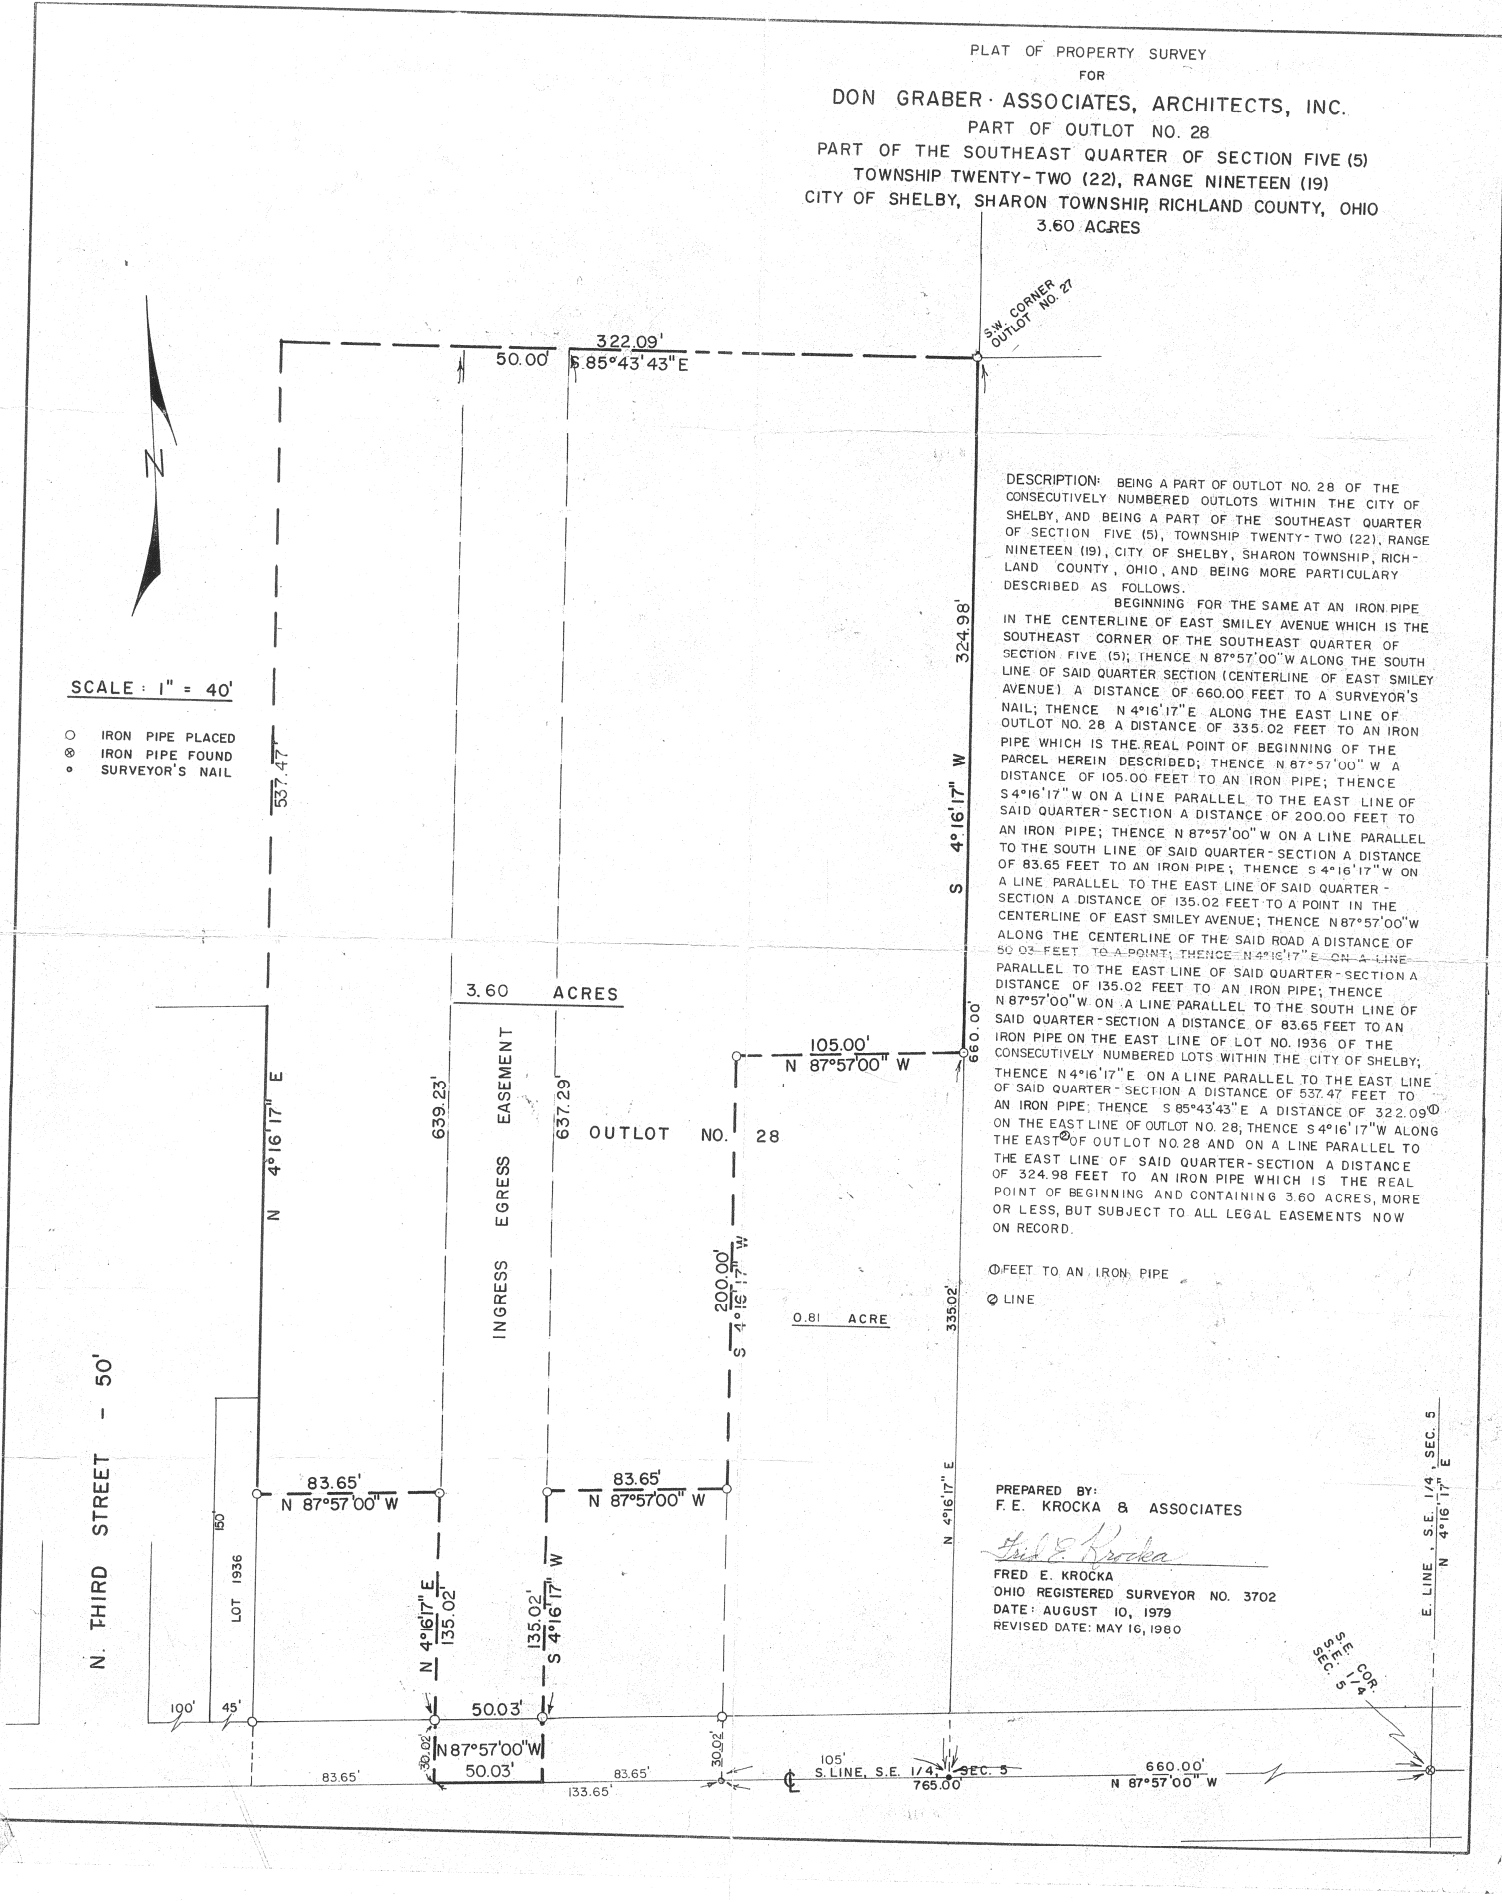 PLAT OF PROPERTY SURVEY
FOR
DON GRABER · ASSOCIATES, ARCHITECTS, INC.
PART OF OUTLOT NO. 28
PART OF THE SOUTHEAST QUARTER OF SECTION FIVE (5)
TOWNSHIP TWENTY-TWO (22), RANGE NINETEEN (19)
CITY OF SHELBY, SHARON TOWNSHIP, RICHLAND COUNTY, OHIO
3.60 ACRES
S.W. CORNER
OUTLOT NO. 27
322.09'
50.00'
S 85°43'43" E
N
SCALE: 1" = 40'
IRON PIPE PLACED
IRON PIPE FOUND
SURVEYOR'S NAIL
537.47'
N 4°16'17" E
324.98'
S 4°16'17" W
DESCRIPTION: BEING A PART OF OUTLOT NO. 28 OF THE
CONSECUTIVELY NUMBERED OUTLOTS WITHIN THE CITY OF
SHELBY, AND BEING A PART OF THE SOUTHEAST QUARTER
OF SECTION FIVE (5), TOWNSHIP TWENTY-TWO (22), RANGE
NINETEEN (19), CITY OF SHELBY, SHARON TOWNSHIP, RICH-
LAND COUNTY, OHIO, AND BEING MORE PARTICULARY
DESCRIBED AS FOLLOWS.
BEGINNING FOR THE SAME AT AN IRON PIPE
IN THE CENTERLINE OF EAST SMILEY AVENUE WHICH IS THE
SOUTHEAST CORNER OF THE SOUTHEAST QUARTER OF
SECTION FIVE (5); THENCE N 87°57'00" W ALONG THE SOUTH
LINE OF SAID QUARTER SECTION (CENTERLINE OF EAST SMILEY
AVENUE) A DISTANCE OF 660.00 FEET TO A SURVEYOR'S
NAIL; THENCE N 4°16'17" E ALONG THE EAST LINE OF
OUTLOT NO. 28 A DISTANCE OF 335.02 FEET TO AN IRON
PIPE WHICH IS THE REAL POINT OF BEGINNING OF THE
PARCEL HEREIN DESCRIBED; THENCE N 87°57'00" W A
DISTANCE OF 105.00 FEET TO AN IRON PIPE; THENCE
S 4°16'17" W ON A LINE PARALLEL TO THE EAST LINE OF
SAID QUARTER-SECTION A DISTANCE OF 200.00 FEET TO
AN IRON PIPE; THENCE N 87°57'00" W ON A LINE PARALLEL
TO THE SOUTH LINE OF SAID QUARTER-SECTION A DISTANCE
OF 83.65 FEET TO AN IRON PIPE; THENCE S 4°16'17" W ON
A LINE PARALLEL TO THE EAST LINE OF SAID QUARTER-
SECTION A DISTANCE OF 135.02 FEET TO A POINT IN THE
CENTERLINE OF EAST SMILEY AVENUE; THENCE N 87°57'00" W
ALONG THE CENTERLINE OF THE SAID ROAD A DISTANCE OF
50.03 FEET TO A POINT; THENCE N 4°16'17" E ON A LINE
PARALLEL TO THE EAST LINE OF SAID QUARTER-SECTION A
DISTANCE OF 135.02 FEET TO AN IRON PIPE; THENCE
N 87°57'00" W ON A LINE PARALLEL TO THE SOUTH LINE OF
SAID QUARTER-SECTION A DISTANCE OF 83.65 FEET TO AN
IRON PIPE ON THE EAST LINE OF LOT NO. 1936 OF THE
CONSECUTIVELY NUMBERED LOTS WITHIN THE CITY OF SHELBY;
THENCE N 4°16'17" E ON A LINE PARALLEL TO THE EAST LINE
OF SAID QUARTER-SECTION A DISTANCE OF 537.47 FEET TO
AN IRON PIPE; THENCE S 85°43'43" E A DISTANCE OF 322.09 ①
ON THE EAST LINE OF OUTLOT NO. 28; THENCE S 4°16'17" W ALONG
THE EAST ② OF OUTLOT NO. 28 AND ON A LINE PARALLEL TO
THE EAST LINE OF SAID QUARTER-SECTION A DISTANCE
OF 324.98 FEET TO AN IRON PIPE WHICH IS THE REAL
POINT OF BEGINNING AND CONTAINING 3.60 ACRES, MORE
OR LESS, BUT SUBJECT TO ALL LEGAL EASEMENTS NOW
ON RECORD.
① FEET TO AN IRON PIPE
② LINE
3.60 ACRES
639.23'
INGRESS EGRESS EASEMENT
637.29'
OUTLOT NO. 28
105.00'
N 87°57'00" W
660.00'
200.00'
S 4°16'17" W
0.81 ACRE
335.02'
N 4°16'17" E
N. THIRD STREET - 50'
150'
LOT 1936
83.65'
N 87°57'00" W
83.65'
N 87°57'00" W
N 4°16'17" E
135.02'
135.02'
S 4°16'17" W
PREPARED BY:
F. E. KROCKA & ASSOCIATES
Fred E. Krocka
FRED E. KROCKA
OHIO REGISTERED SURVEYOR NO. 3702
DATE: AUGUST 10, 1979
REVISED DATE: MAY 16, 1980
E. LINE, S.E. 1/4, SEC. 5
N 4°16'17" E
S.E. COR.
S.E. 1/4
SEC. 5
100'
45'
50.03'
30.02'
N 87°57'00" W
50.03'
30.02'
83.65'
83.65'
133.65'
105'
℄
S. LINE, S.E. 1/4, SEC. 5
765.00'
660.00'
N 87°57'00" W